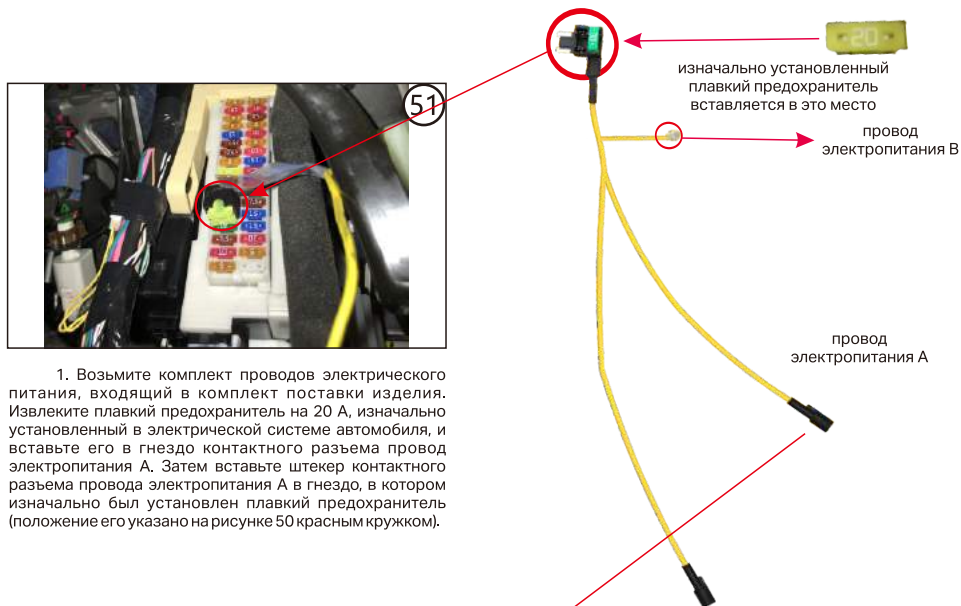 20
изначально установленный
плавкий предохранитель
вставляется в это место
51
провод
электропитания B
провод
электропитания A
1. Возьмите комплект проводов электрического
питания, входящий в комплект поставки изделия.
Извлеките плавкий предохранитель на 20 А, изначально
установленный в электрической системе автомобиля, и
вставьте его в гнездо контактного разъема провод
электропитания А. Затем вставьте штекер контактного
разъема провода электропитания А в гнездо, в котором
изначально был установлен плавкий предохранитель
(положение его указано на рисунке 50 красным кружком).